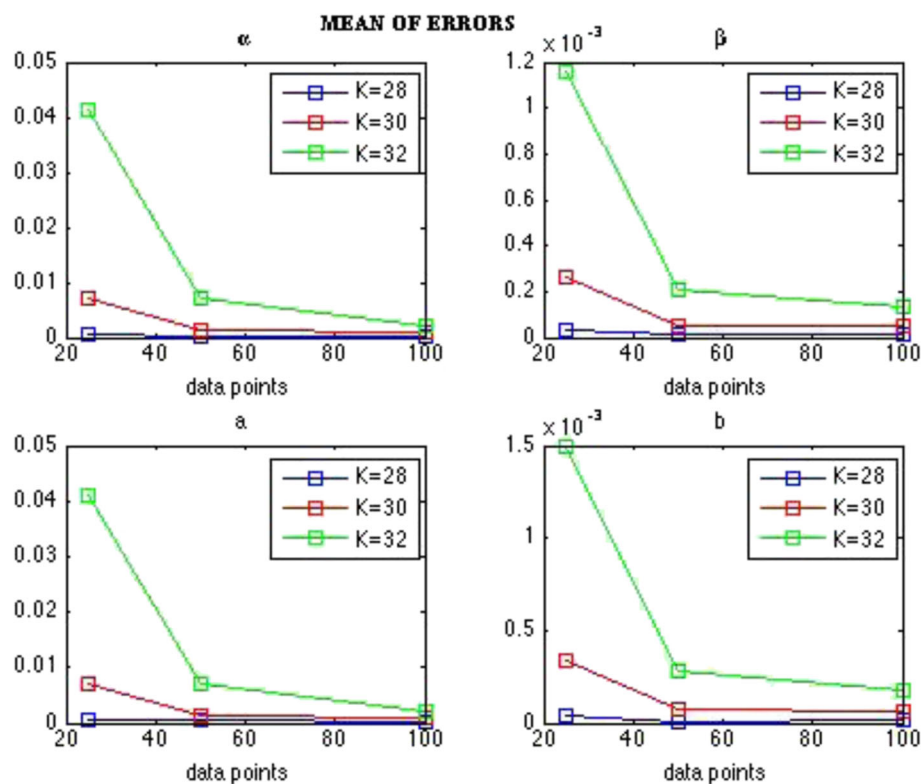 MEAN OF ERRORS
α
0.05
0.04
0.03
0.02
0.01
0
20 40 60 80 100
data points
K=28
K=30
K=32
β
× 10⁻³
1.2
1
0.8
0.6
0.4
0.2
0
20 40 60 80 100
data points
K=28
K=30
K=32
a
0.05
0.04
0.03
0.02
0.01
0
20 40 60 80 100
data points
K=28
K=30
K=32
b
× 10⁻³
1.5
1
0.5
0
20 40 60 80 100
data points
K=28
K=30
K=32